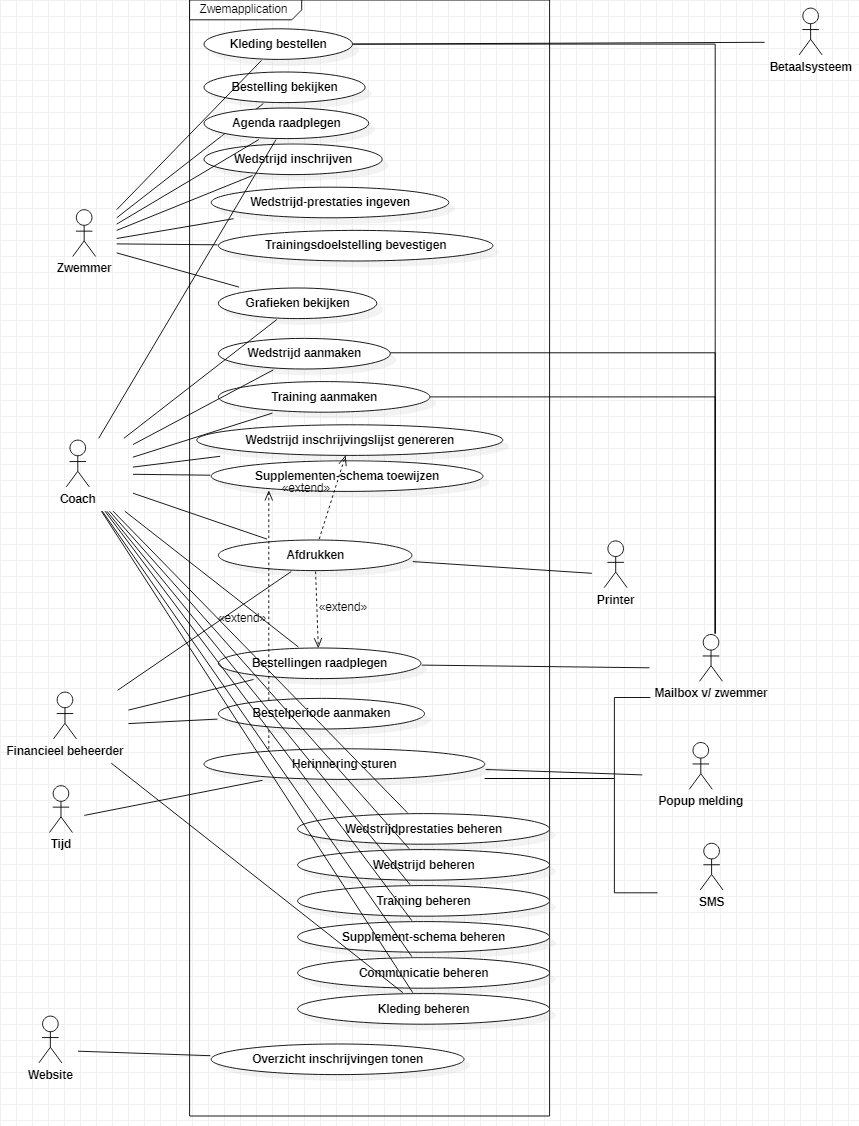 Zwemapplication
Kleding bestellen
Betaalsysteem
Bestelling bekijken
Agenda raadplegen
Wedstrijd inschrijven
Wedstrijd-prestaties ingeven
Trainingsdoelstelling bevestigen
Zwemmer
Grafieken bekijken
Wedstrijd aanmaken
Training aanmaken
Wedstrijd inschrijvingslijst genereren
Supplementen-schema toewijzen
«extend»
Coach
Afdrukken
Printer
«extend»
«extend»
Bestellingen raadplegen
Mailbox v/ zwemmer
Bestelperiode aanmaken
Financieel beheerder
Herinnering sturen
Popup melding
Tijd
Wedstrijdprestaties beheren
Wedstrijd beheren
Training beheren
SMS
Supplement-schema beheren
Communicatie beheren
Kleding beheren
Overzicht inschrijvingen tonen
Website